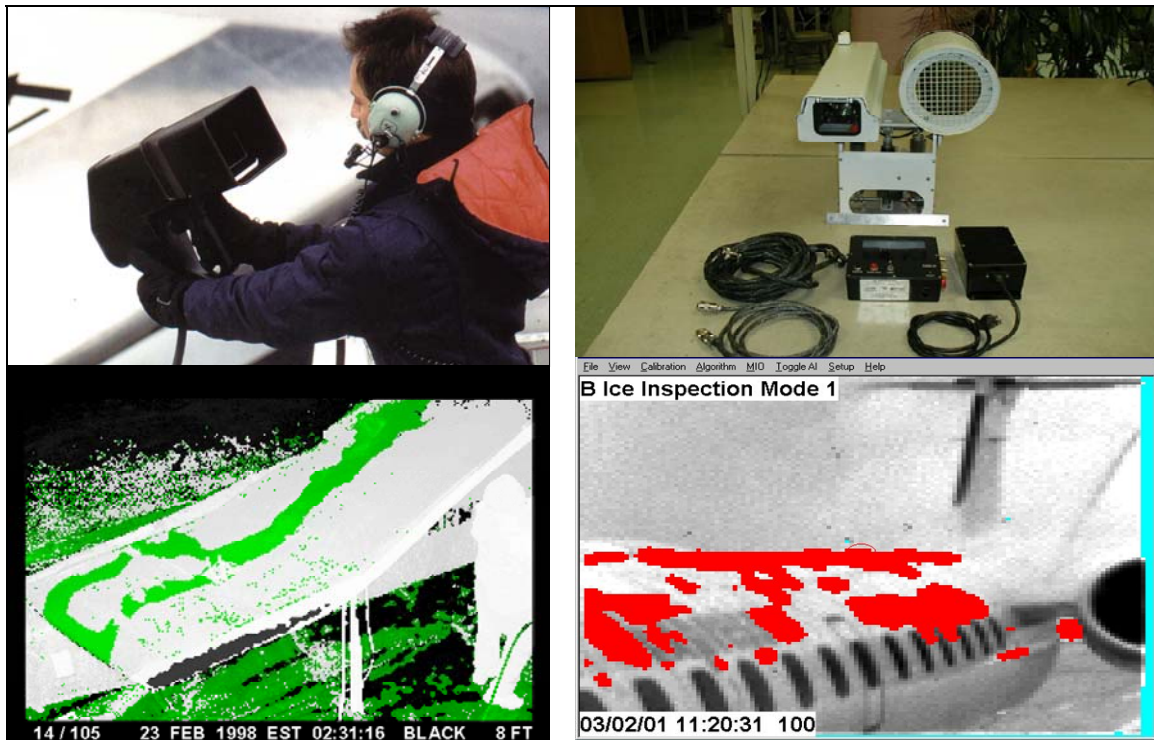 File View Calibration Algorithm MIO Toggle AI Setup Help
B Ice Inspection Mode 1
14 / 105 23 FEB 1998 EST 02:31:16 BLACK 8 FT
03/02/01 11:20:31 100